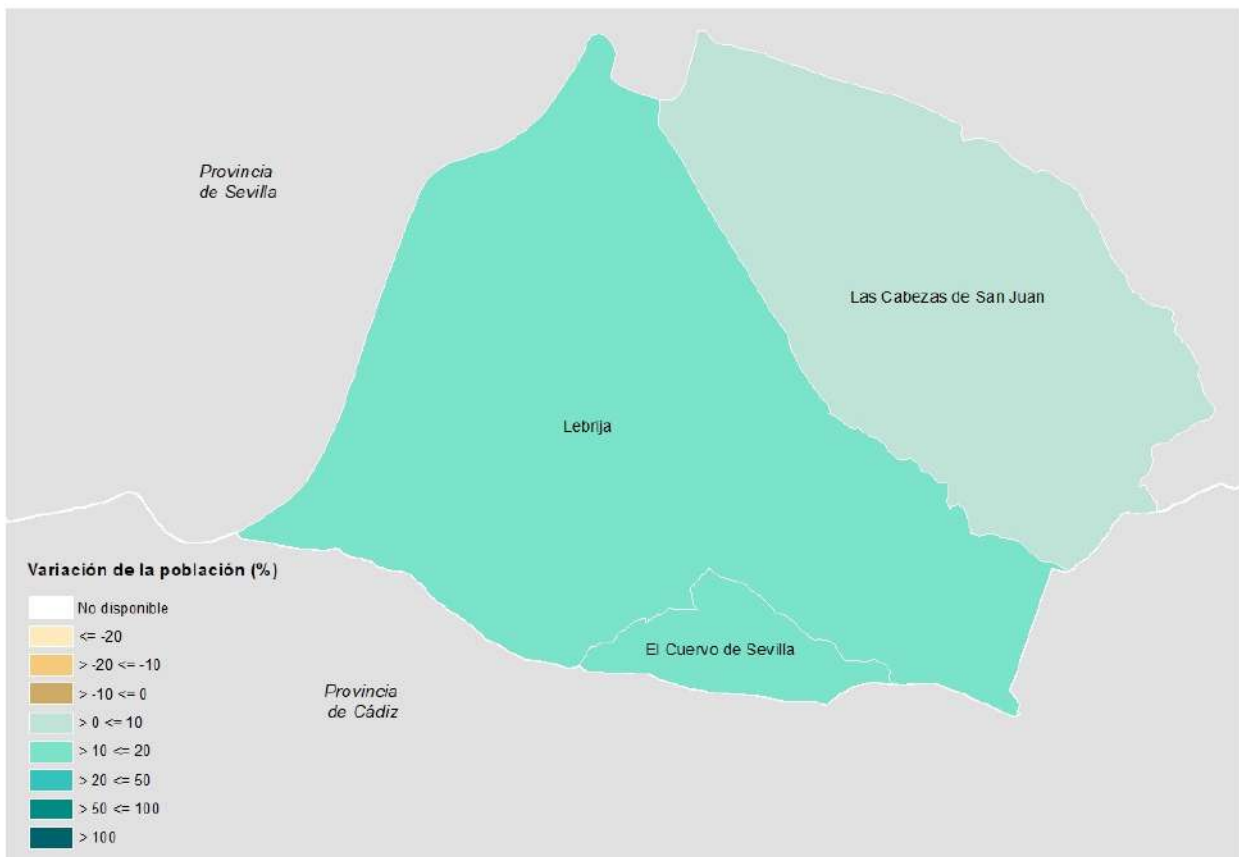 Provincia
de Sevilla
Las Cabezas de San Juan
Lebrija
El Cuervo de Sevilla
Provincia
de Cádiz
Variación de la población (%)
No disponible
<= -20
> -20 <= -10
> -10 <= 0
> 0 <= 10
> 10 <= 20
> 20 <= 50
> 50 <= 100
> 100